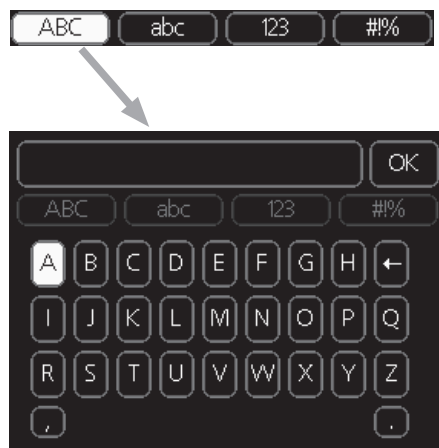 ABC abc 123 #!%
OK
ABC abc 123 #!%
A B C D E F G H ←
I J K L M N O P Q
R S T U V W X Y Z
, .